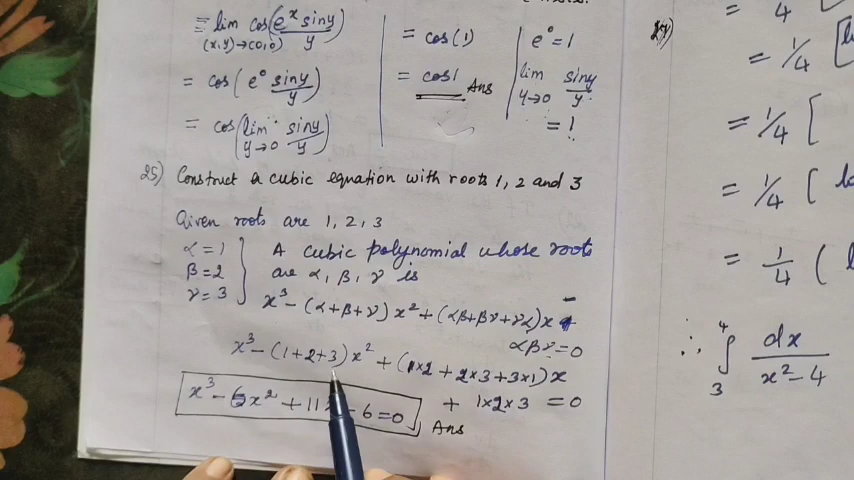 = lim cos(e^x siny/y)
(x,y)→(0,0)
= cos(e^0 siny/y)
= cos(lim siny/y)
y→0
= cos(1)
= cos1 Ans
e^0 = 1
lim siny/y
y→0
= 1
25) Construct a cubic equation with roots 1, 2 and 3
Given roots are 1, 2, 3
α = 1
β = 2
γ = 3
A cubic polynomial whose roots
are α, β, γ is
x³ - (α+β+γ) x² + (αβ+βγ+γα)x -
αβγ = 0
x³ - (1+2+3)x² + (1×2 + 2×3 + 3×1)x
+ 1×2×3 = 0
x³ - 6x² + 11x - 6 = 0 Ans
27)
=
4
= 1/4 [
= 1/4 [
= 1/4 [
= 1/4 (
∴ ∫ dx/x²-4
4
3